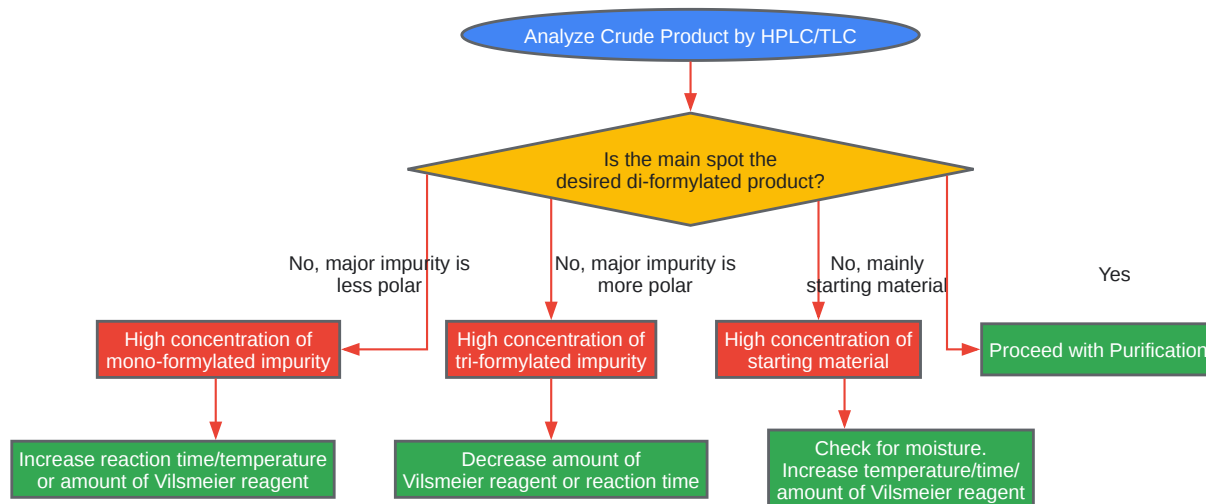 Analyze Crude Product by HPLC/TLC
Is the main spot the
desired di-formylated product?
No, major impurity is
less polar
No, major impurity is
more polar
No, mainly
starting material
Yes
High concentration of
mono-formylated impurity
High concentration of
tri-formylated impurity
High concentration of
starting material
Proceed with Purification
Increase reaction time/temperature
or amount of Vilsmeier reagent
Decrease amount of
Vilsmeier reagent or reaction time
Check for moisture.
Increase temperature/time/
amount of Vilsmeier reagent